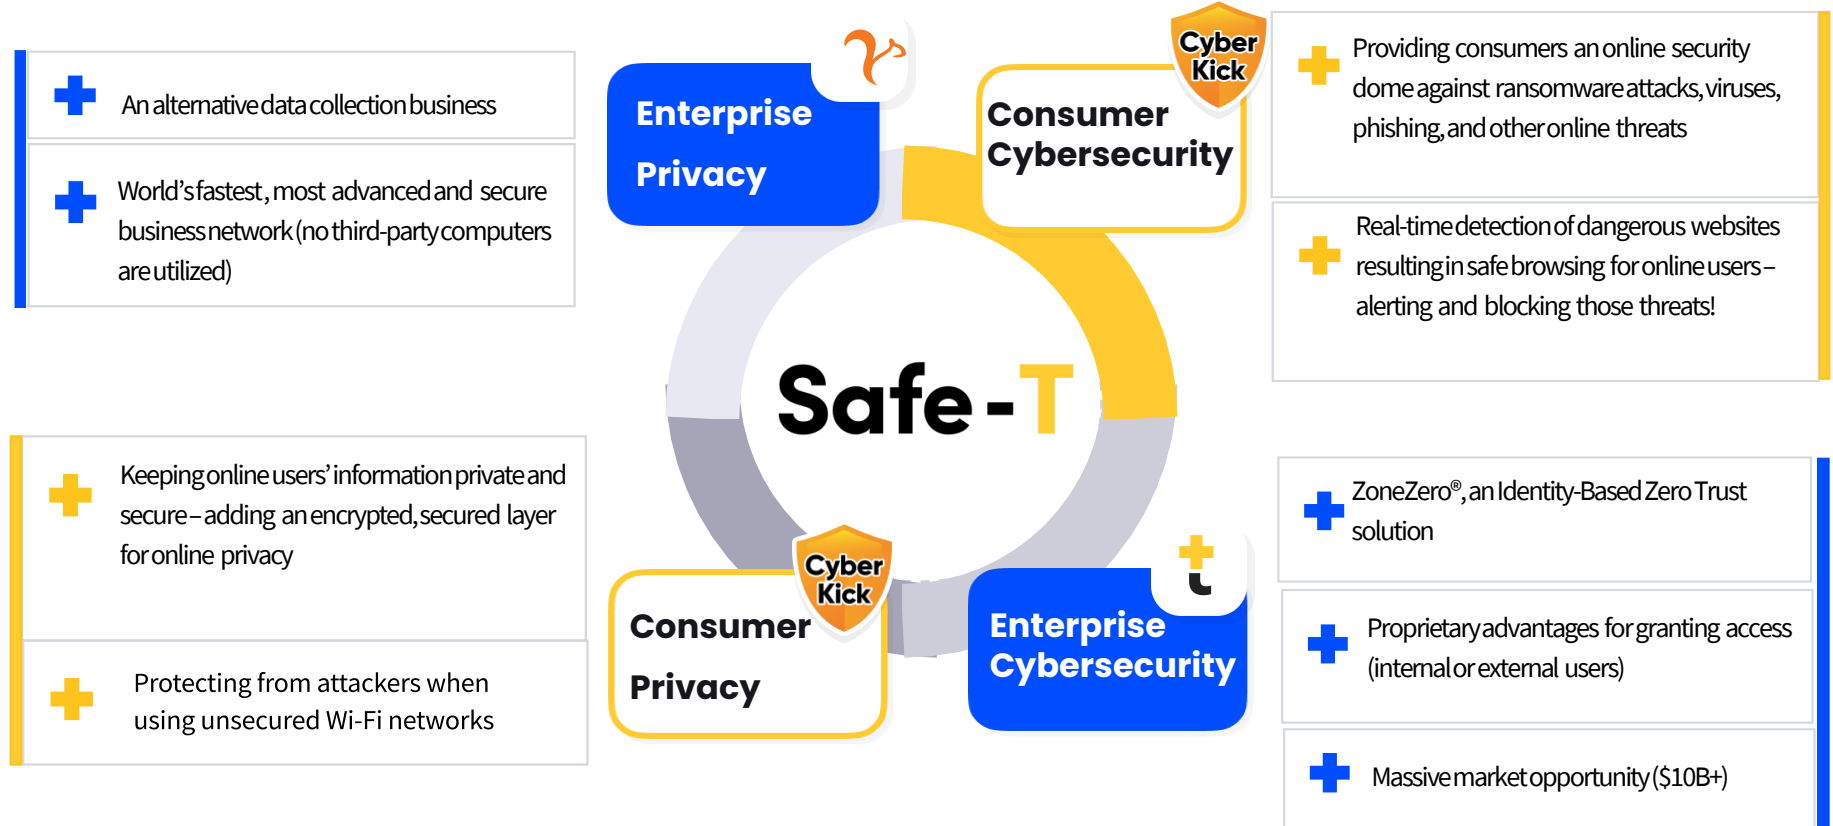 An alternative data collection business
World's fastest, most advanced and secure
business network (no third-party computers
are utilized)
Enterprise
Privacy
Cyber
Kick
Consumer
Cybersecurity
Providing consumers an online security
dome against ransomware attacks, viruses,
phishing, and other online threats
Real-time detection of dangerous websites
resulting in safe browsing for online users –
alerting and blocking those threats!
Safe-T
Keeping online users' information private and
secure – adding an encrypted, secured layer
for online privacy
Protecting from attackers when
using unsecured Wi-Fi networks
Cyber
Kick
Consumer
Privacy
Enterprise
Cybersecurity
ZoneZero®, an Identity-Based Zero Trust
solution
Proprietary advantages for granting access
(internal or external users)
Massive market opportunity ($10B+)